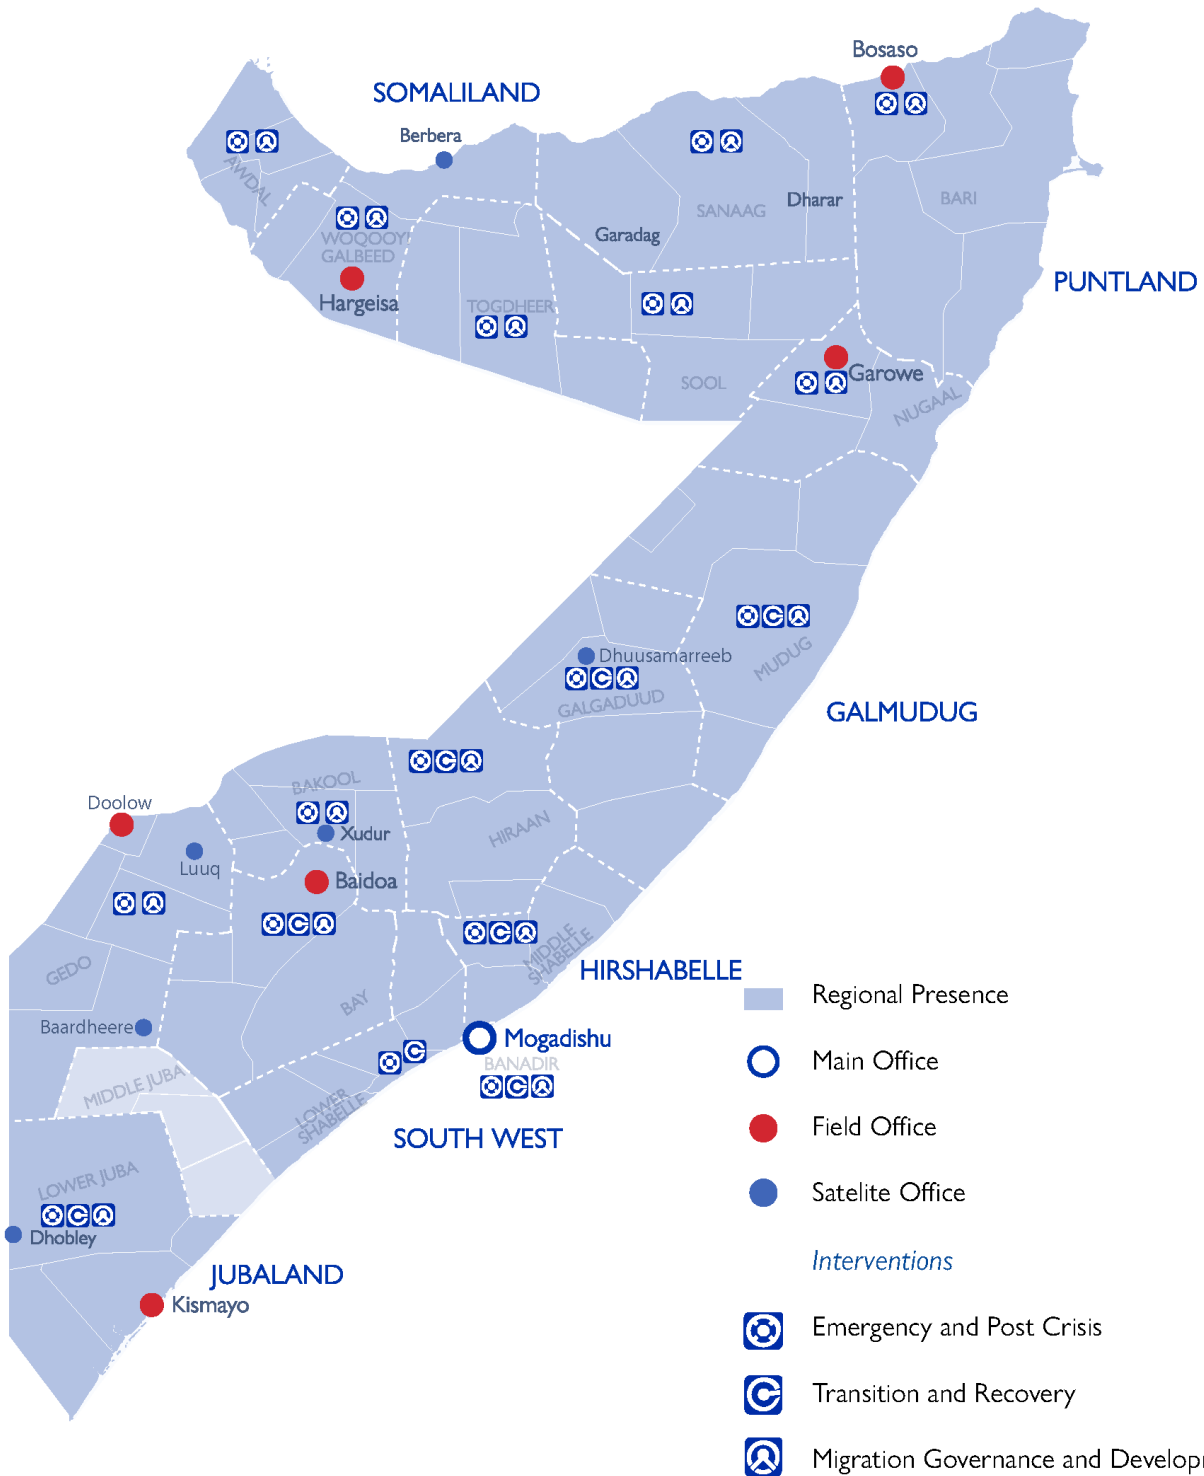 Bosaso
SOMALILAND
Berbera
AWDAL
SANAAG
Dharar
BARI
WOQOOYI
GALBEED
Garadag
PUNTLAND
Hargeisa
TOGDHEER
SOOL
Garowe
NUGAAL
Dhuusamarreeb
MUDUG
GALGADUUD
GALMUDUG
BAKOOL
Doolow
Xudur
HIRAAN
Luuq
Baidoa
GEDO
MIDDLE
SHABELLE
HIRSHABELLE
BAY
Baardheere
Mogadishu
BANADIR
MIDDLE JUBA
LOWER
SHABELLE
SOUTH WEST
LOWER JUBA
Dhobley
JUBALAND
Kismayo
Regional Presence
Main Office
Field Office
Satelite Office
Interventions
Emergency and Post Crisis
Transition and Recovery
Migration Governance and Develop